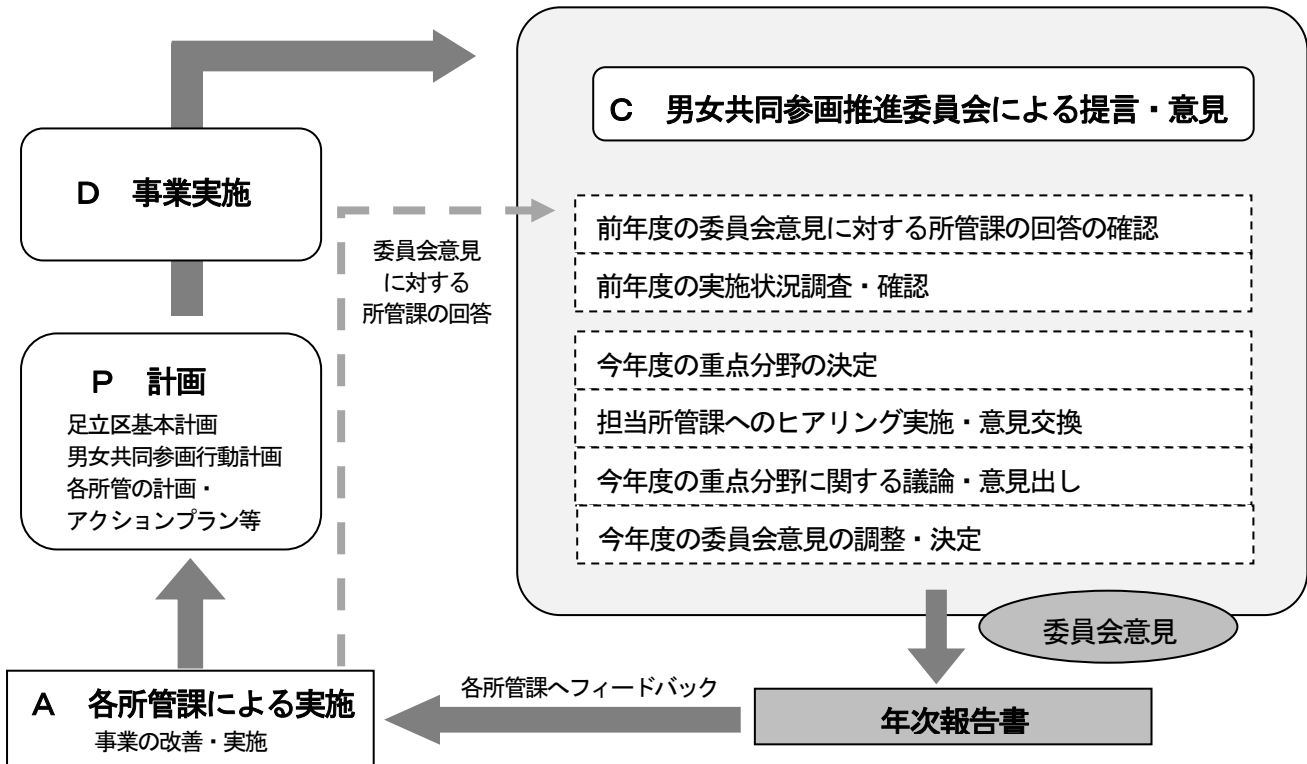 C 男女共同参画推進委員会による提言・意見
前年度の委員会意見に対する所管課の回答の確認
前年度の実施状況調査・確認
今年度の重点分野の決定
担当所管課へのヒアリング実施・意見交換
今年度の重点分野に関する議論・意見出し
今年度の委員会意見の調整・決定
D 事業実施
委員会意見
に対する
所管課の回答
P 計画
足立区基本計画
男女共同参画行動計画
各所管の計画・
アクションプラン等
委員会意見
A 各所管課による実施
事業の改善・実施
各所管課へフィードバック
年次報告書